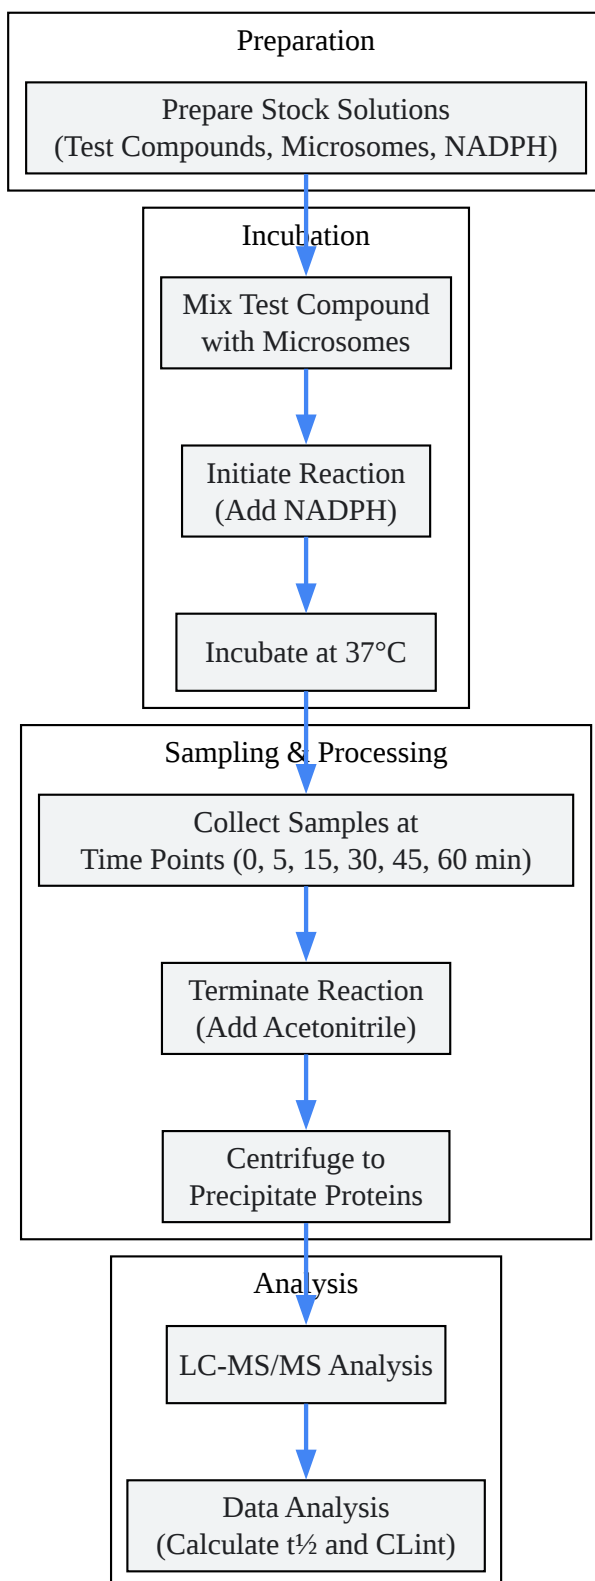 Preparation
Prepare Stock Solutions
(Test Compounds, Microsomes, NADPH)
Incubation
Mix Test Compound
with Microsomes
Initiate Reaction
(Add NADPH)
Incubate at 37°C
Sampling & Processing
Collect Samples at
Time Points (0, 5, 15, 30, 45, 60 min)
Terminate Reaction
(Add Acetonitrile)
Centrifuge to
Precipitate Proteins
Analysis
LC-MS/MS Analysis
Data Analysis
(Calculate t½ and CLint)